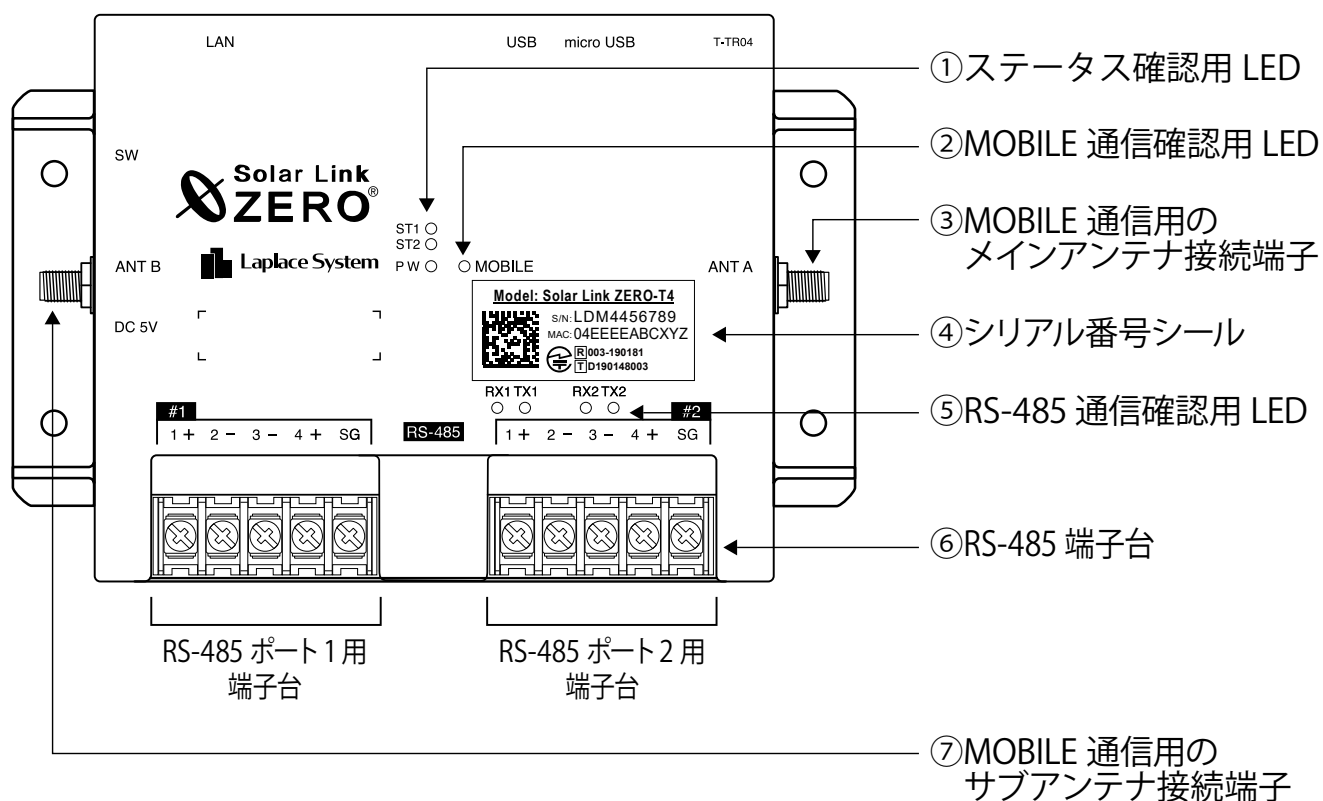 LAN
USB
micro USB
T-TR04
①ステータス確認用 LED
②MOBILE 通信確認用 LED
SW
Solar Link
ZERO®
③MOBILE 通信用の
メインアンテナ接続端子
ST1
ST2
PW
MOBILE
ANT B
Laplace System
ANT A
Model: Solar Link ZERO-T4
S/N: LDM4456789
MAC: 04EEEEABCXYZ
R 003-190181
T D190148003
DC 5V
④シリアル番号シール
RX1 TX1
RX2 TX2
⑤RS-485 通信確認用 LED
#1
#2
1 + 2 − 3 − 4 + SG
RS-485
1 + 2 − 3 − 4 + SG
⑥RS-485 端子台
RS-485 ポート 1 用
端子台
RS-485 ポート 2 用
端子台
⑦MOBILE 通信用の
サブアンテナ接続端子